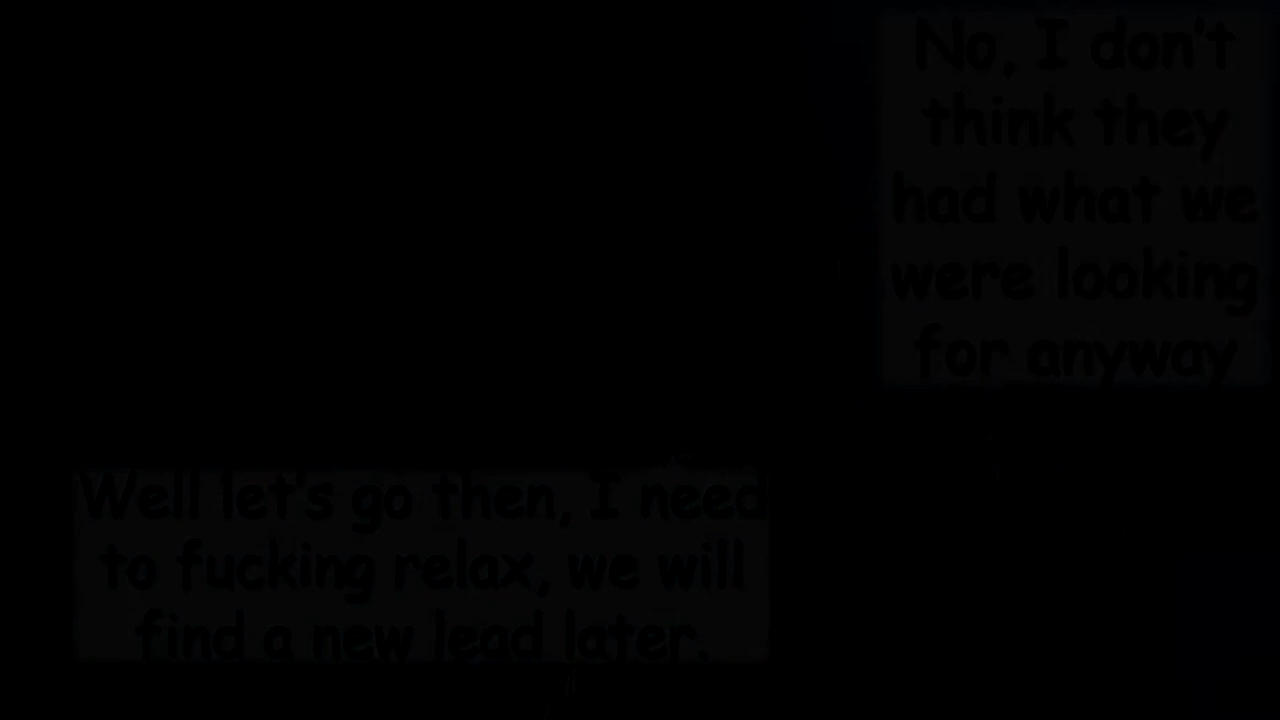 No, I don't
think they
had what we
were looking
for anyway
Well let's go then, I need
to fucking relax, we will
find a new lead later.